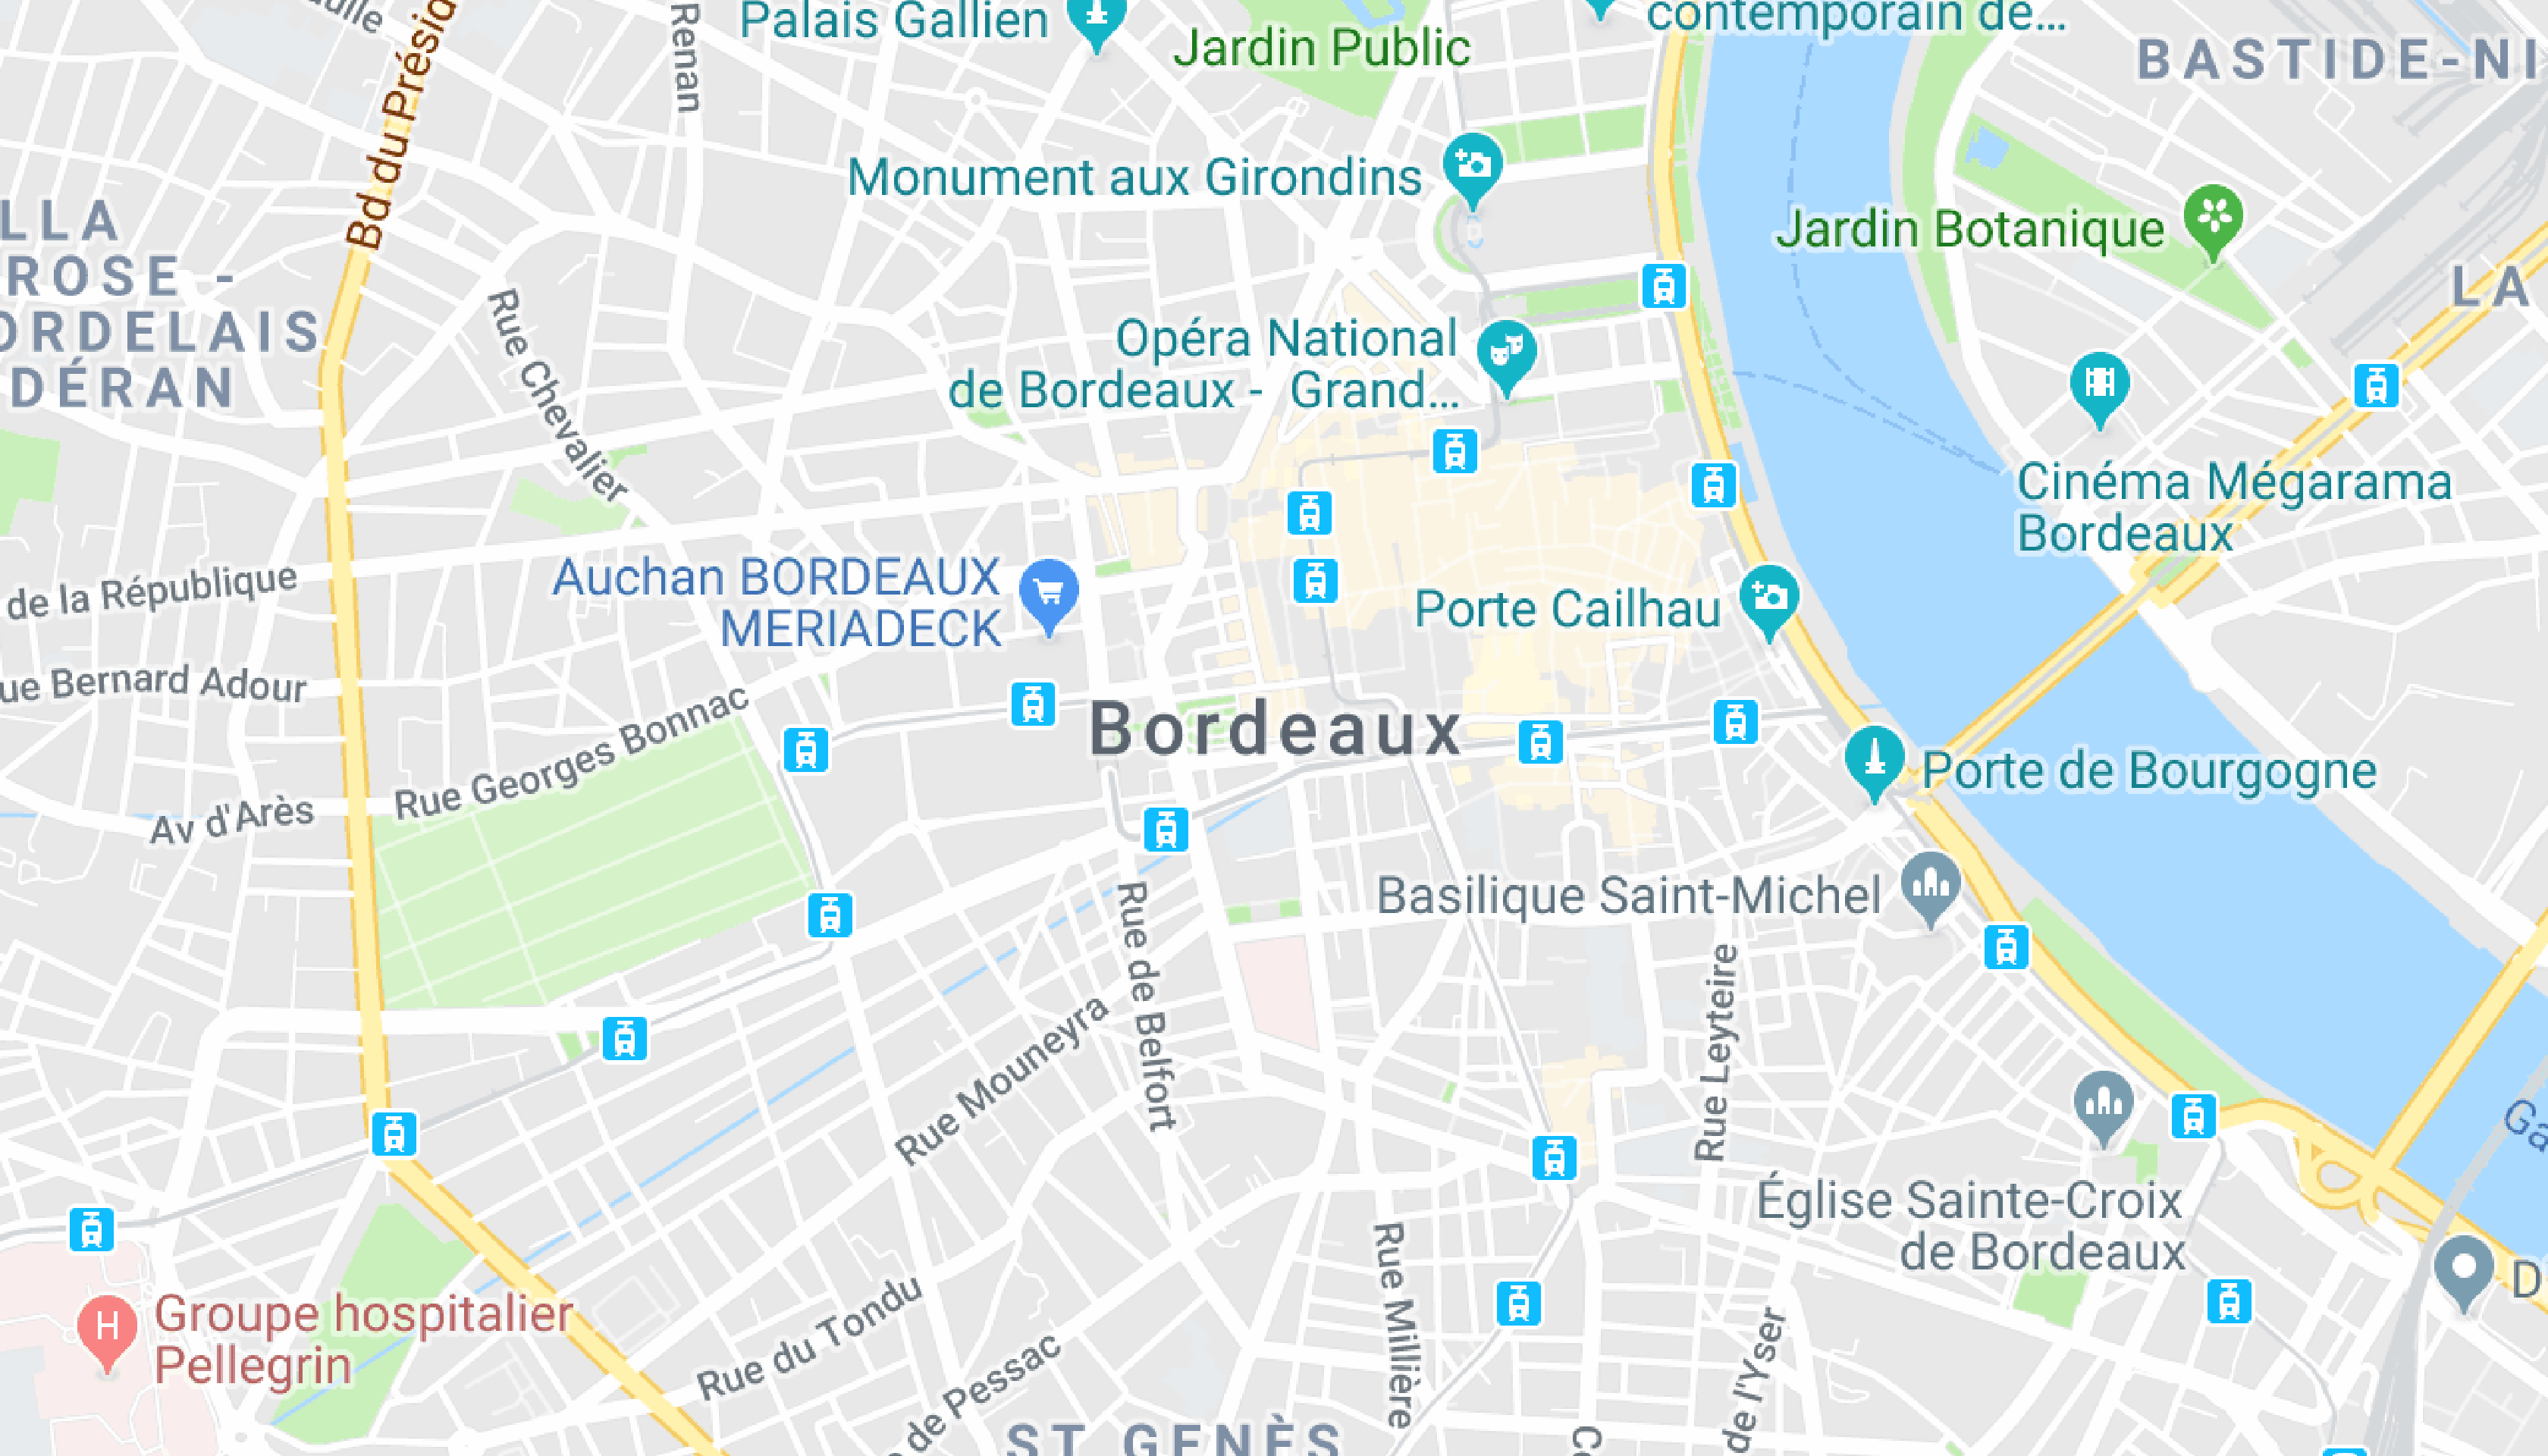 Palais Gallien
contemporain de...
Jardin Public
BASTIDE-NI
Renan
Bd du Présid
Monument aux Girondins
Jardin Botanique
LLA
ROSE -
ORDELAIS
DÉRAN
LA
Rue Chevalier
Opéra National
de Bordeaux - Grand...
Cinéma Mégarama
Bordeaux
de la République
Auchan BORDEAUX
MERIADECK
Porte Cailhau
ue Bernard Adour
Rue Georges Bonnac
Bordeaux
Porte de Bourgogne
Av d'Arès
Basilique Saint-Michel
Rue de Belfort
Rue Leyteire
Rue Mouneyra
Ga
Église Sainte-Croix
de Bordeaux
Rue Millière
H
Groupe hospitalier
Pellegrin
Rue du Tondu
de Pessac
de l'Yser
D
ST GENÈS
Co